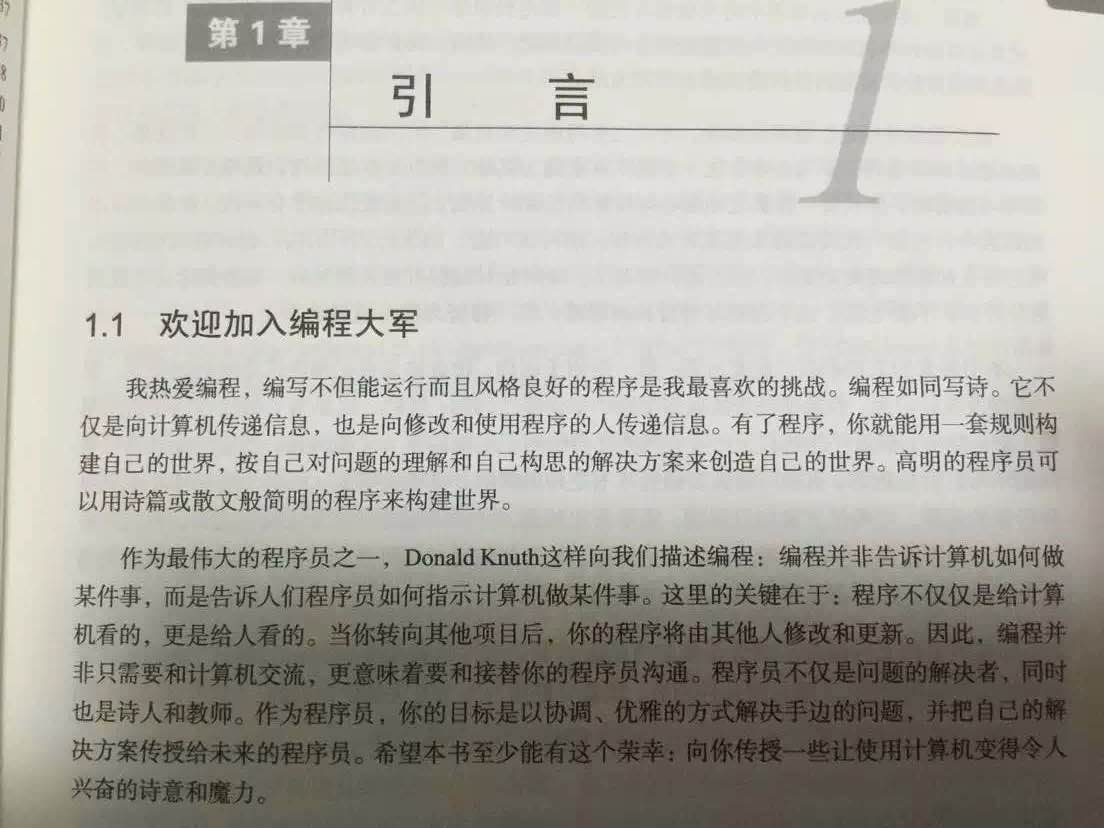 第1章
引 言
1
1.1 欢迎加入编程大军
我热爱编程，编写不但能运行而且风格良好的程序是我最喜欢的挑战。编程如同写诗。它不
仅是向计算机传递信息，也是向修改和使用程序的人传递信息。有了程序，你就能用一套规则构
建自己的世界，按自己对问题的理解和自己构思的解决方案来创造自己的世界。高明的程序员可
以用诗篇或散文般简明的程序来构建世界。
作为最伟大的程序员之一，Donald Knuth这样向我们描述编程：编程并非告诉计算机如何做
某件事，而是告诉人们程序员如何指示计算机做某件事。这里的关键在于：程序不仅仅是给计算
机看的，更是给人看的。当你转向其他项目后，你的程序将由其他人修改和更新。因此，编程并
非只需要和计算机交流，更意味着要和接替你的程序员沟通。程序员不仅是问题的解决者，同时
也是诗人和教师。作为程序员，你的目标是以协调、优雅的方式解决手边的问题，并把自己的解
决方案传授给未来的程序员。希望本书至少能有这个荣幸：向你传授一些让使用计算机变得令人
兴奋的诗意和魔力。